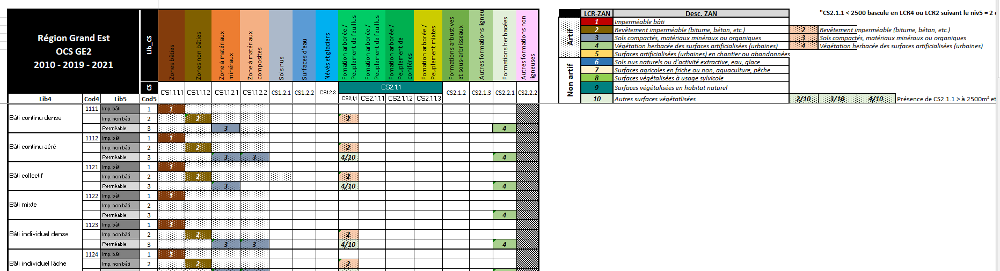 Région Grand Est
OCS GE2
2010 - 2019 - 2021
Lib_CS
Zones bâties
Zones non bâties
Zone à matériaux
minéraux
Zone à matériaux
composites
Sols nus
Surfaces d'eau
Névés et glaciers
Fomation arborée /
Peuplement de feuillus
Fomation arborée /
Peuplement de feuillus
Fomation arborée /
Peuplement de
conifères
Fomation arborée /
Peuplement mixtes
Formations arbustives
et sous-arbrisseaux
Autres formations ligneu
Formations herbacées
Autres formations non
ligneuses
CS
CS1.1.1.1 CS1.1.1.2 CS1.1.2.1 CS1.1.2.2 CS1.2.1 CS1.2.2 CS1.2.3 CS2.1.1 CS2.1.2 CS2.1.3 CS2.2.1 CS2.2.2
Lib4 Cod4 Lib5 Cod5 CS2.1.1 CS2.1.1.1 CS2.1.1.2 CS2.1.1.3
1111 Imp. bâti 1 1
Bâti continu dense Imp. non bâti 2 2 2
Perméable 3 3 4
1112 Imp. bâti 1 1
Bâti continu aéré Imp. non bâti 2 2 2
Perméable 3 3 3 4/10 4
1121 Imp. bâti 1 1
Bâti collectif Imp. non bâti 2 2 2
Perméable 3 3 4/10 4
1122 Imp. bâti 1 1
Bâti mixte Imp. non bâti 2
Perméable 3 4
1123 Imp. bâti 1 1
Bâti individuel dense Imp. non bâti 2 2 2
Perméable 3 3 3 4/10 4
1124 Imp. bâti 1 1
Bâti individuel lâche Imp. non bâti 2 2 2
LCR-ZAN Desc. ZAN "CS2.1.1 < 2500 bascule en LCR4 ou LCR2 suivant le niv5 = 2
Artif
1 Imperméable bâti
2 Revêtement imperméable (bitume, béton, etc.) 2 Revêtement imperméable (bitume, béton, etc.)
3 Sols compactés, matériaux minéraux ou organiques 3 Sols compactés, matériaux minéraux ou organiques
4 Végétation herbacée des surfaces artificialisées (urbaines) 4 Végétation herbacée des surfaces artificialisées (urbaines)
5 Surfaces artificialisées (urbaines) en chantier ou abandonnées
Non artif
6 Sols nus naturels ou d'activité extractive, eau, glace
7 Surfaces agricoles en friche ou non, aquaculture, pêche
8 Surfaces végétalisées à usage sylvicole
9 Surfaces végétalisées en habitat naturel
10 Autres surfaces végétatlisées 2/10 3/10 4/10 Présence de CS2.1.1 > à 2500m² et